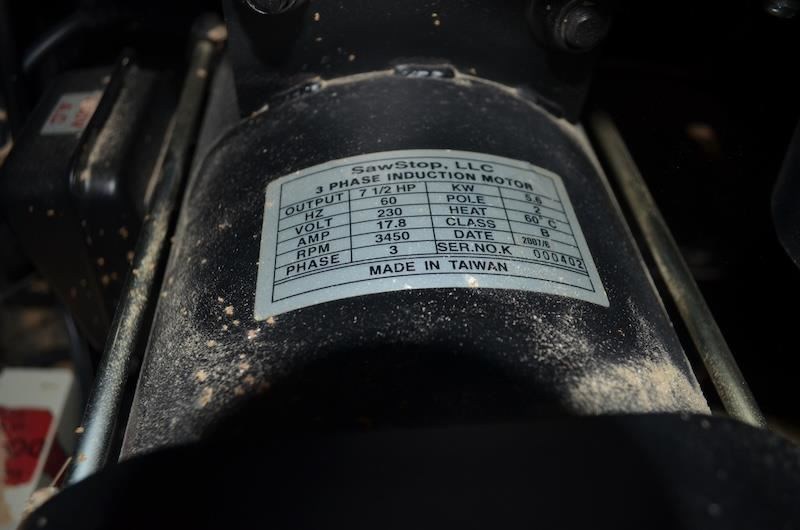 SawStop, LLC
3 PHASE INDUCTION MOTOR
OUTPUT 7 1/2 HP KW 5.6
HZ 60 POLE 2
VOLT 230 HEAT 60°C
AMP 17.8 CLASS B
RPM 3450 DATE 2007/6
PHASE 3 SER.NO.K 000402
MADE IN TAIWAN